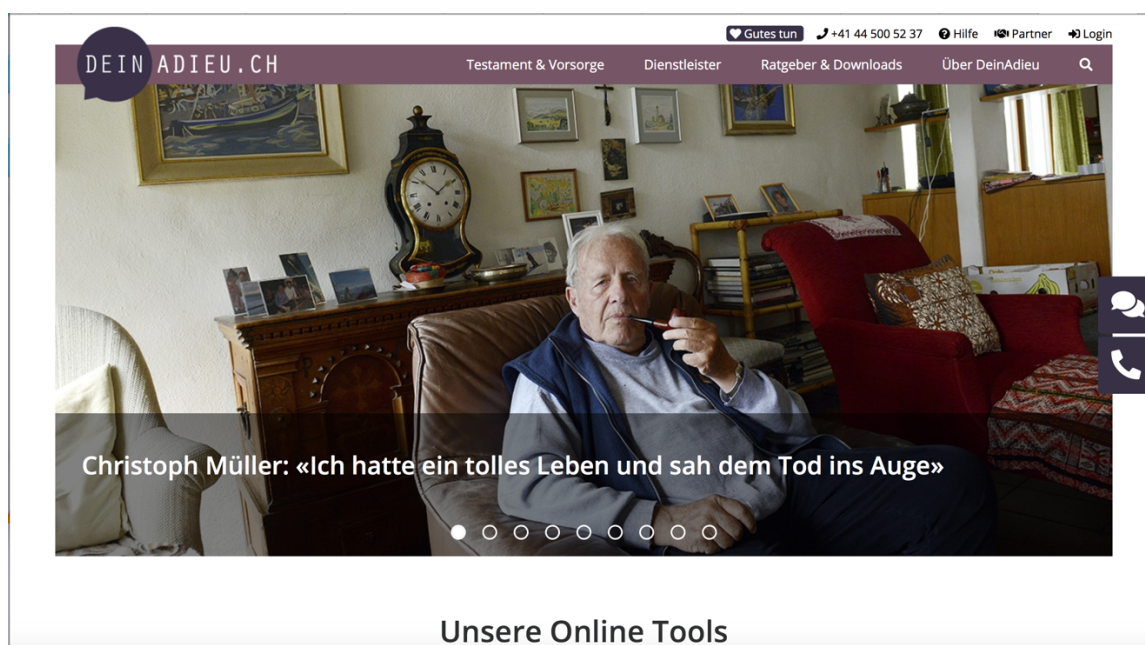 Gutes tun +41 44 500 52 37 Hilfe Partner Login
DEIN ADIEU.CH
Testament & Vorsorge Dienstleister Ratgeber & Downloads Über DeinAdieu
Christoph Müller: «Ich hatte ein tolles Leben und sah dem Tod ins Auge»
Unsere Online Tools